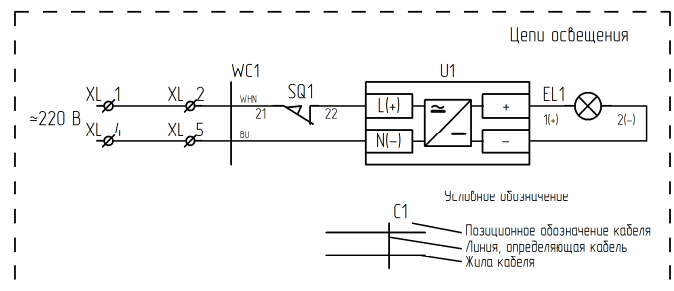 Цепи освещения
WC1
U1
XL 1
XL 2
SQ1
EL1
WHN
21
22
L(+)
+
1(+)
2(-)
≃220 В
XL 4
XL 5
BU
N(-)
-
Условное обозначение
C1
Позиционное обозначение кабеля
Линия, определяющая кабель
Жила кабеля